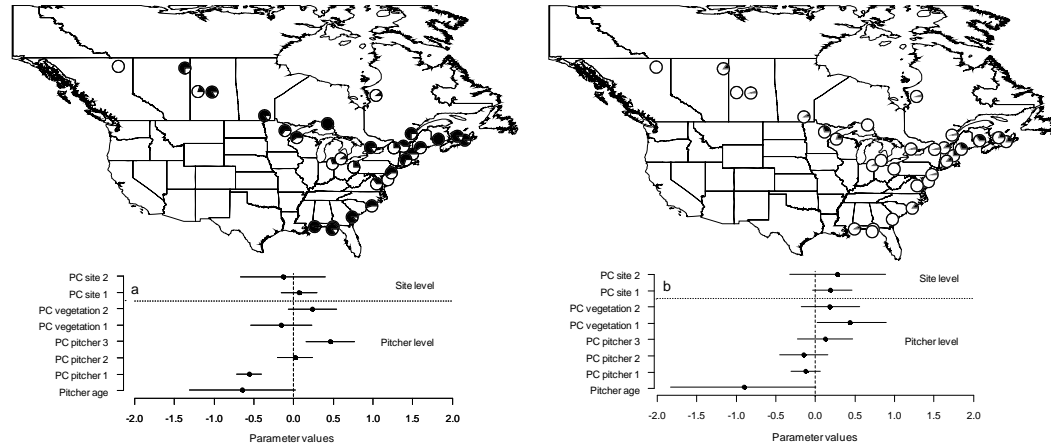 PC site 2
a
Site level
PC site 1
PC vegetation 2
PC vegetation 1
PC pitcher 3
Pitcher level
PC pitcher 2
PC pitcher 1
Pitcher age
-2.0 -1.5 -1.0 -0.5 0.0 0.5 1.0 1.5 2.0
Parameter values
PC site 2
b
Site level
PC site 1
PC vegetation 2
PC vegetation 1
PC pitcher 3
Pitcher level
PC pitcher 2
PC pitcher 1
Pitcher age
-2.0 -1.5 -1.0 -0.5 0.0 0.5 1.0 1.5 2.0
Parameter values